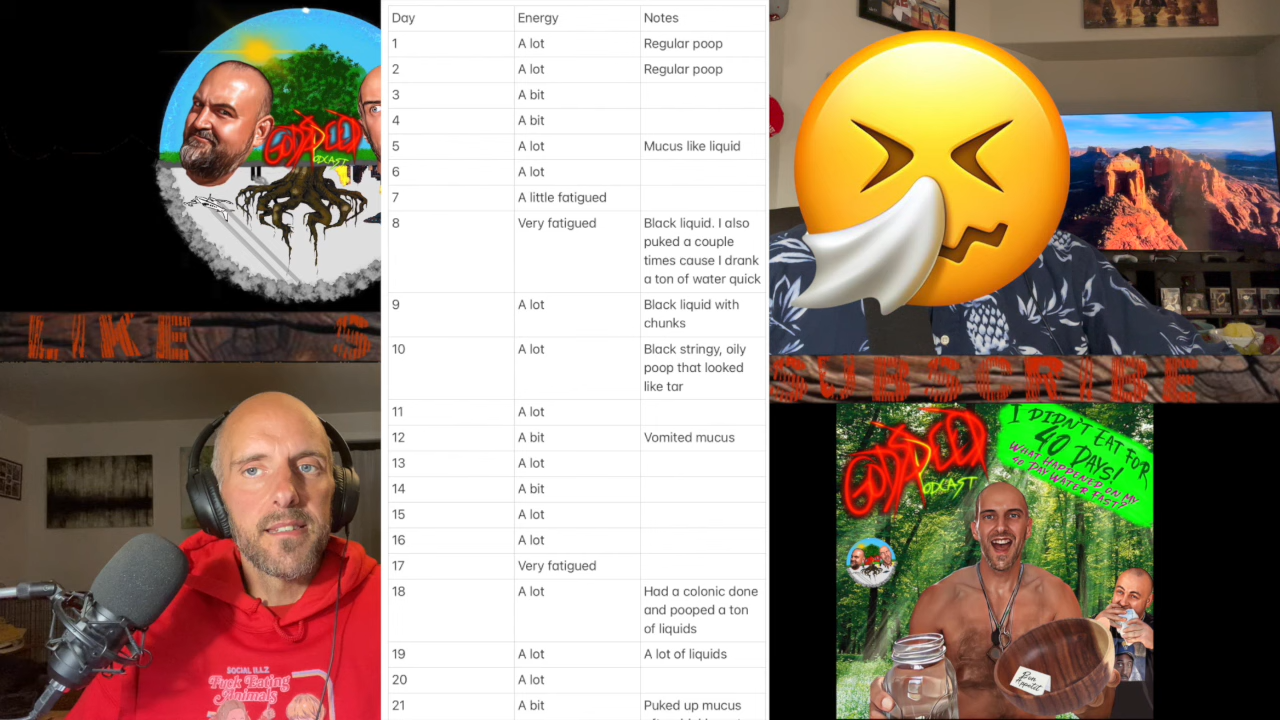 GODZPEED
PODCAST
LIKE S
SOCIAL ILLZ
Fuck Eating
Animals
Day Energy Notes
1 A lot Regular poop
2 A lot Regular poop
3 A bit
4 A bit
5 A lot Mucus like liquid
6 A lot
7 A little fatigued
8 Very fatigued Black liquid. I also
puked a couple
times cause I drank
a ton of water quick
9 A lot Black liquid with
chunks
10 A lot Black stringy, oily
poop that looked
like tar
11 A lot
12 A bit Vomited mucus
13 A lot
14 A bit
15 A lot
16 A lot
17 Very fatigued
18 A lot Had a colonic done
and pooped a ton
of liquids
19 A lot A lot of liquids
20 A lot
21 A bit Puked up mucus
SUBSCRIBE
PODCAST
I DIDN'T EAT FOR
40 DAYS!
WHAT HAPPENED ON MY
40 DAY WATER FAST?
Bon
Appetit